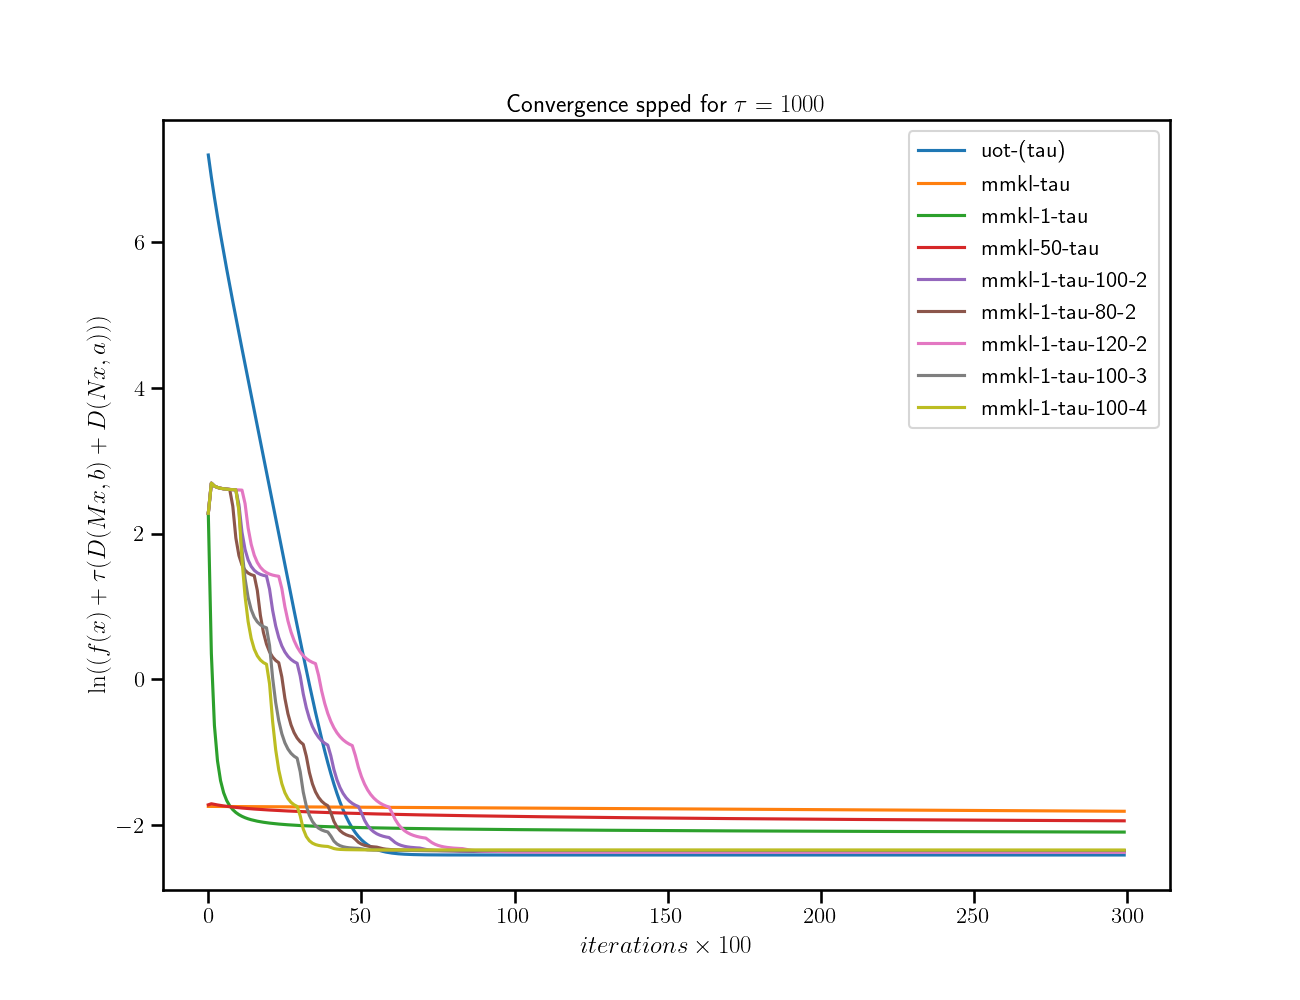 Convergence spped for τ = 1000
uot-(tau)
mmkl-tau
mmkl-1-tau
mmkl-50-tau
mmkl-1-tau-100-2
mmkl-1-tau-80-2
mmkl-1-tau-120-2
mmkl-1-tau-100-3
mmkl-1-tau-100-4
ln((f(x) + τ(D(Mx, b) + D(Nx, a)))
6
4
2
0
−2
0 50 100 150 200 250 300
iterations × 100